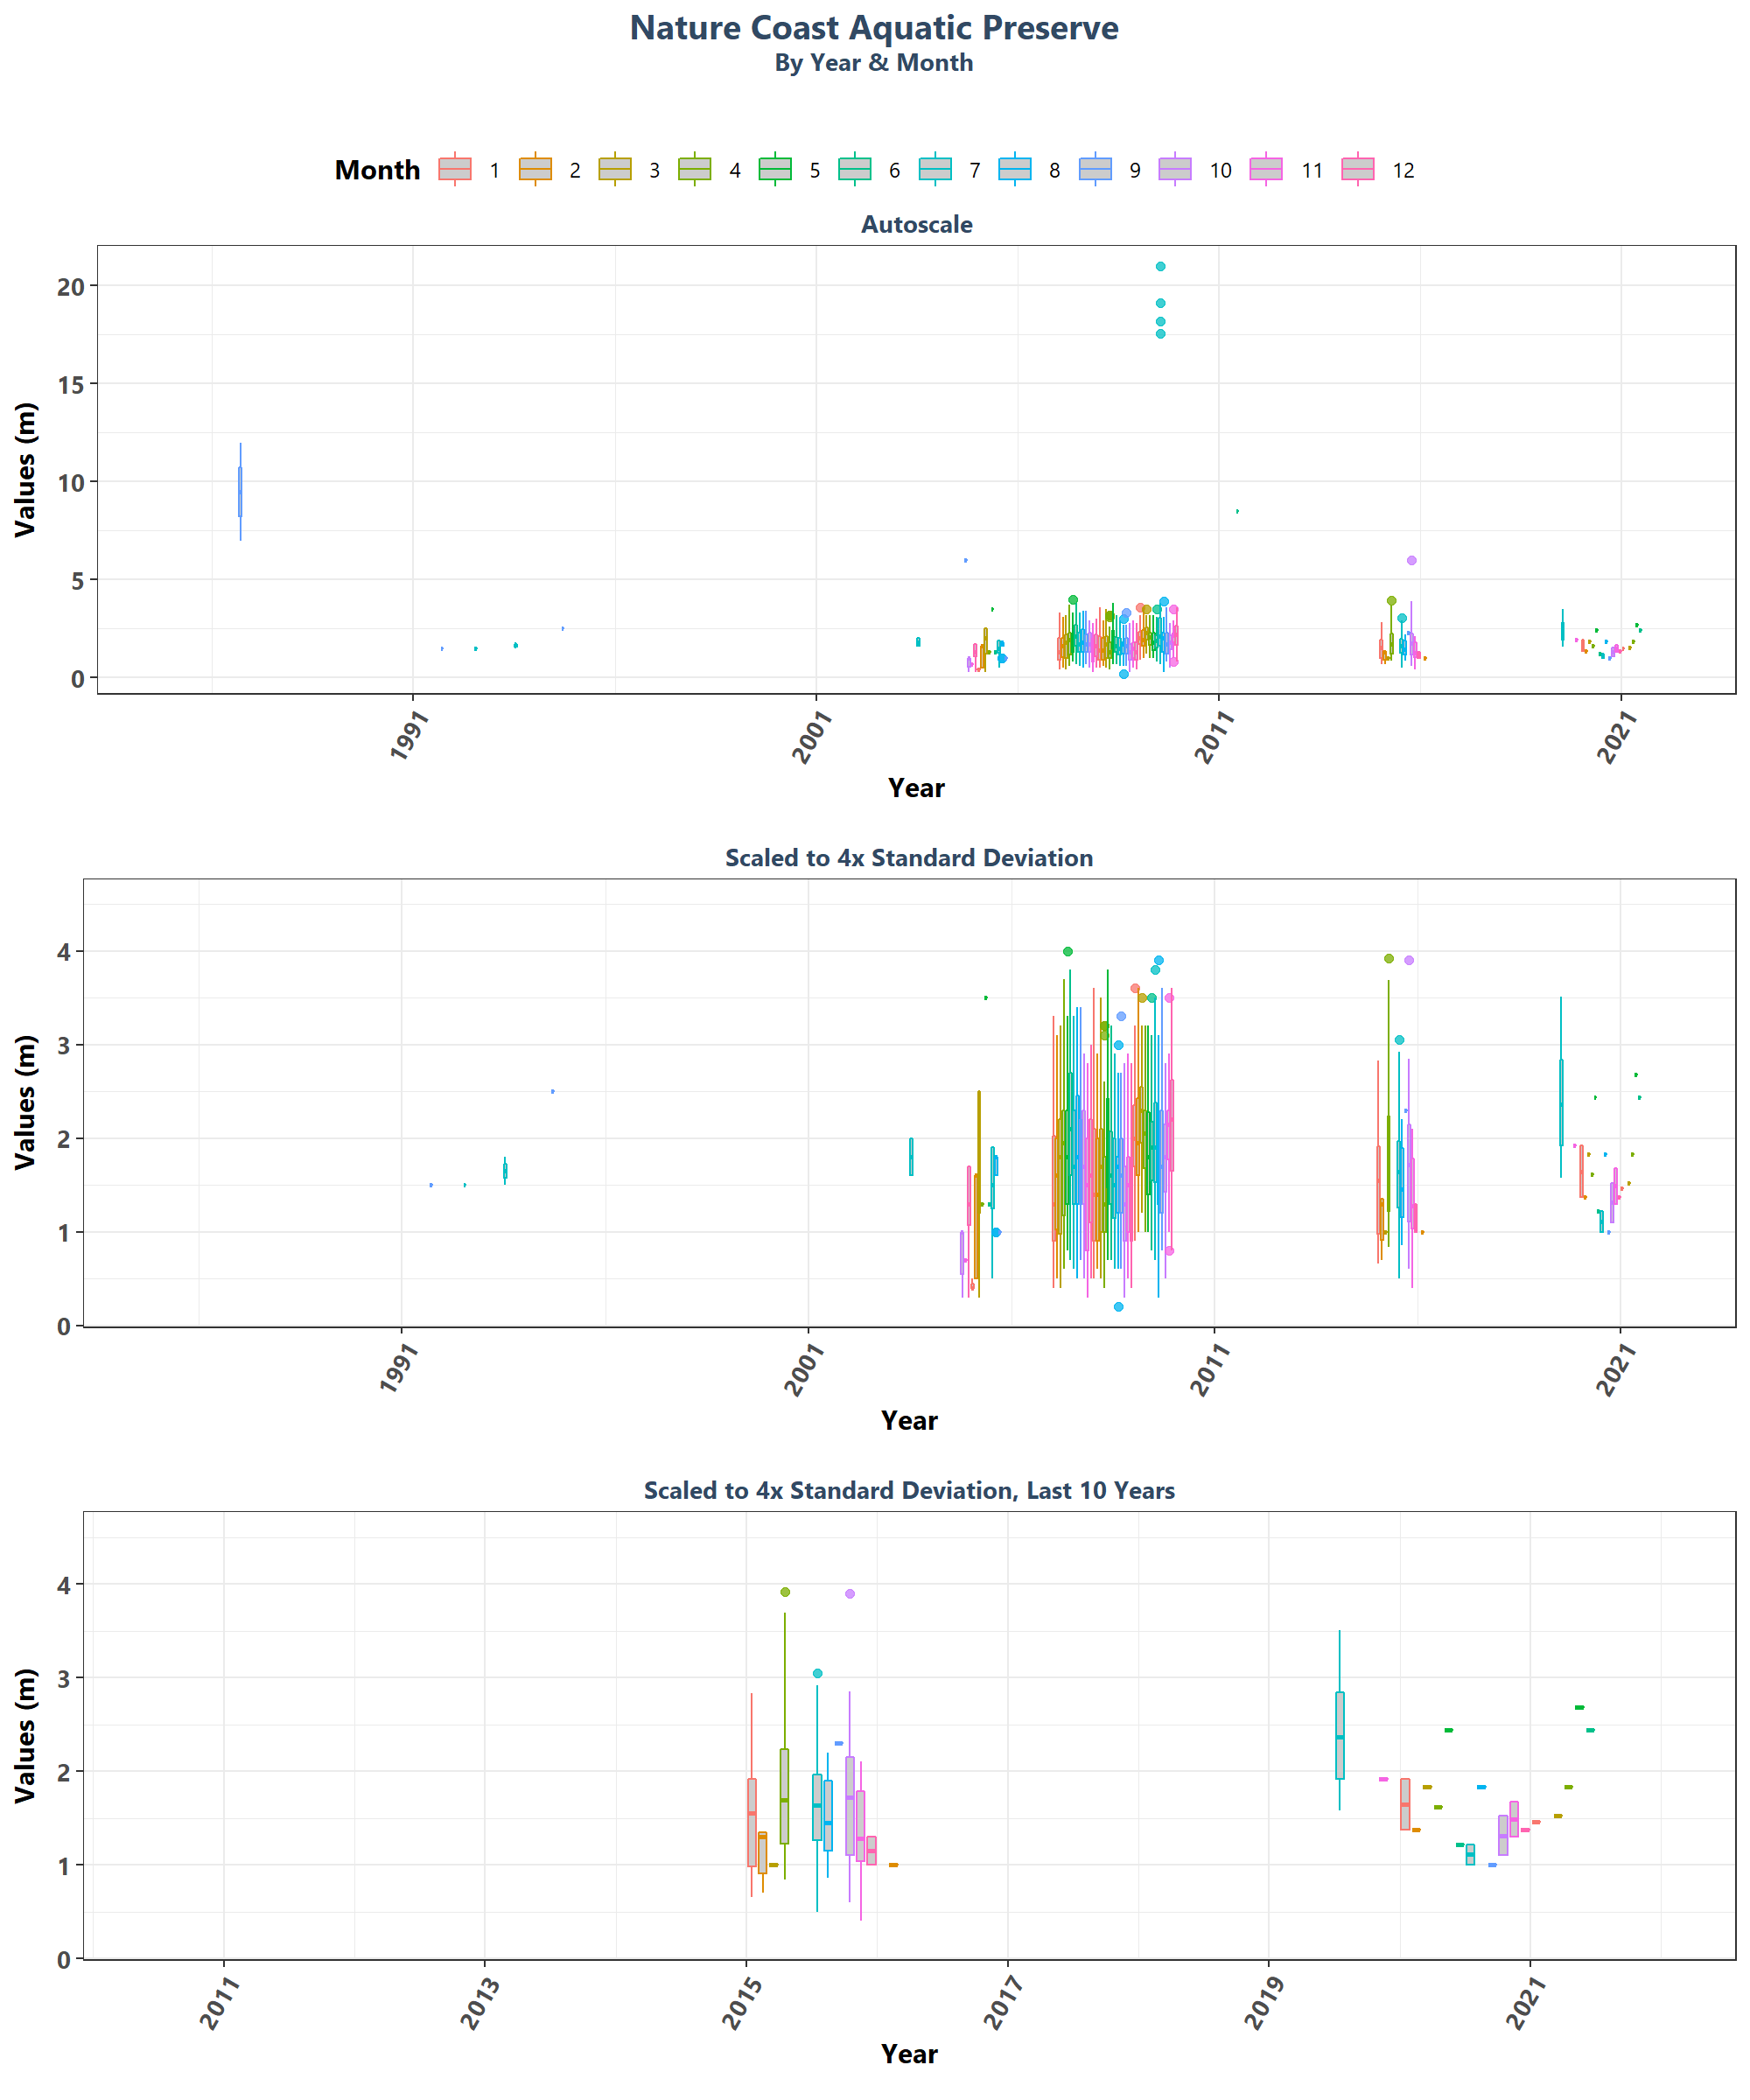 Nature Coast Aquatic Preserve
By Year & Month
Month 1 2 3 4 5 6 7 8 9 10 11 12
Autoscale
20
15
10
5
0
Values (m)
1991 2001 2011 2021
Year
Scaled to 4x Standard Deviation
4
3
2
1
0
Values (m)
1991 2001 2011 2021
Year
Scaled to 4x Standard Deviation, Last 10 Years
4
3
2
1
0
Values (m)
2011 2013 2015 2017 2019 2021
Year